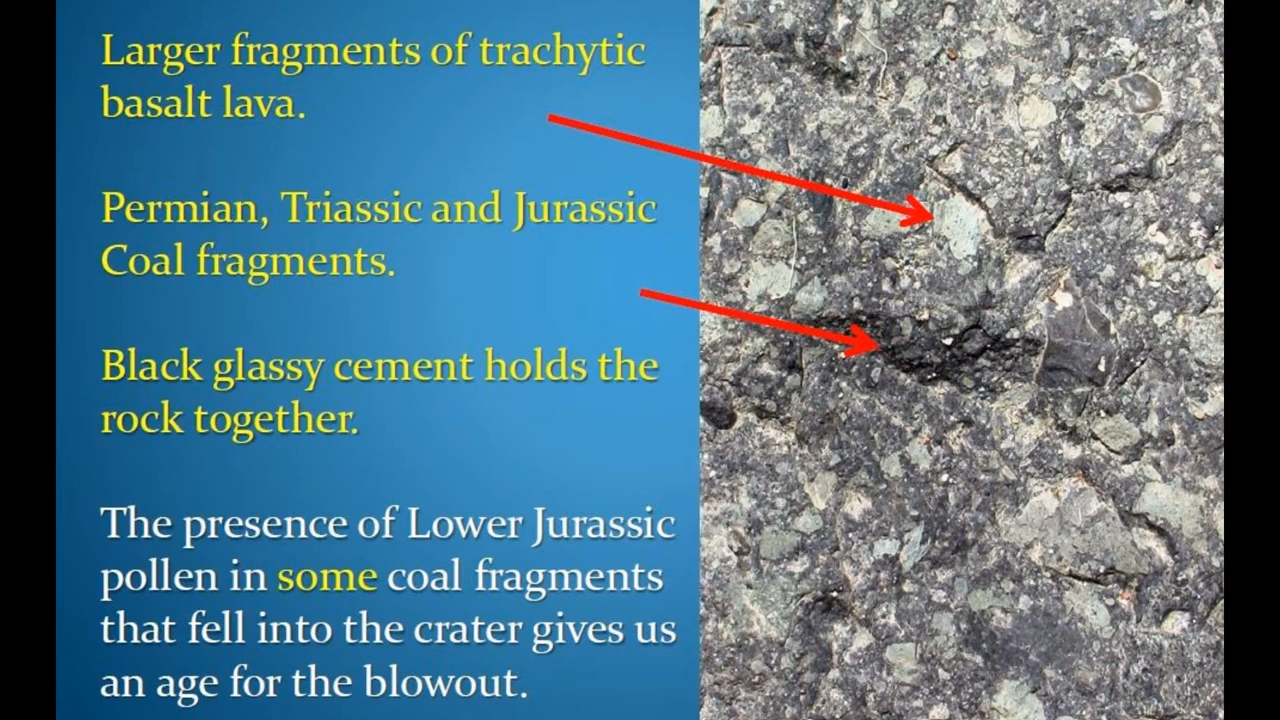 Larger fragments of trachytic
basalt lava.
Permian, Triassic and Jurassic
Coal fragments.
Black glassy cement holds the
rock together.
The presence of Lower Jurassic
pollen in some coal fragments
that fell into the crater gives us
an age for the blowout.